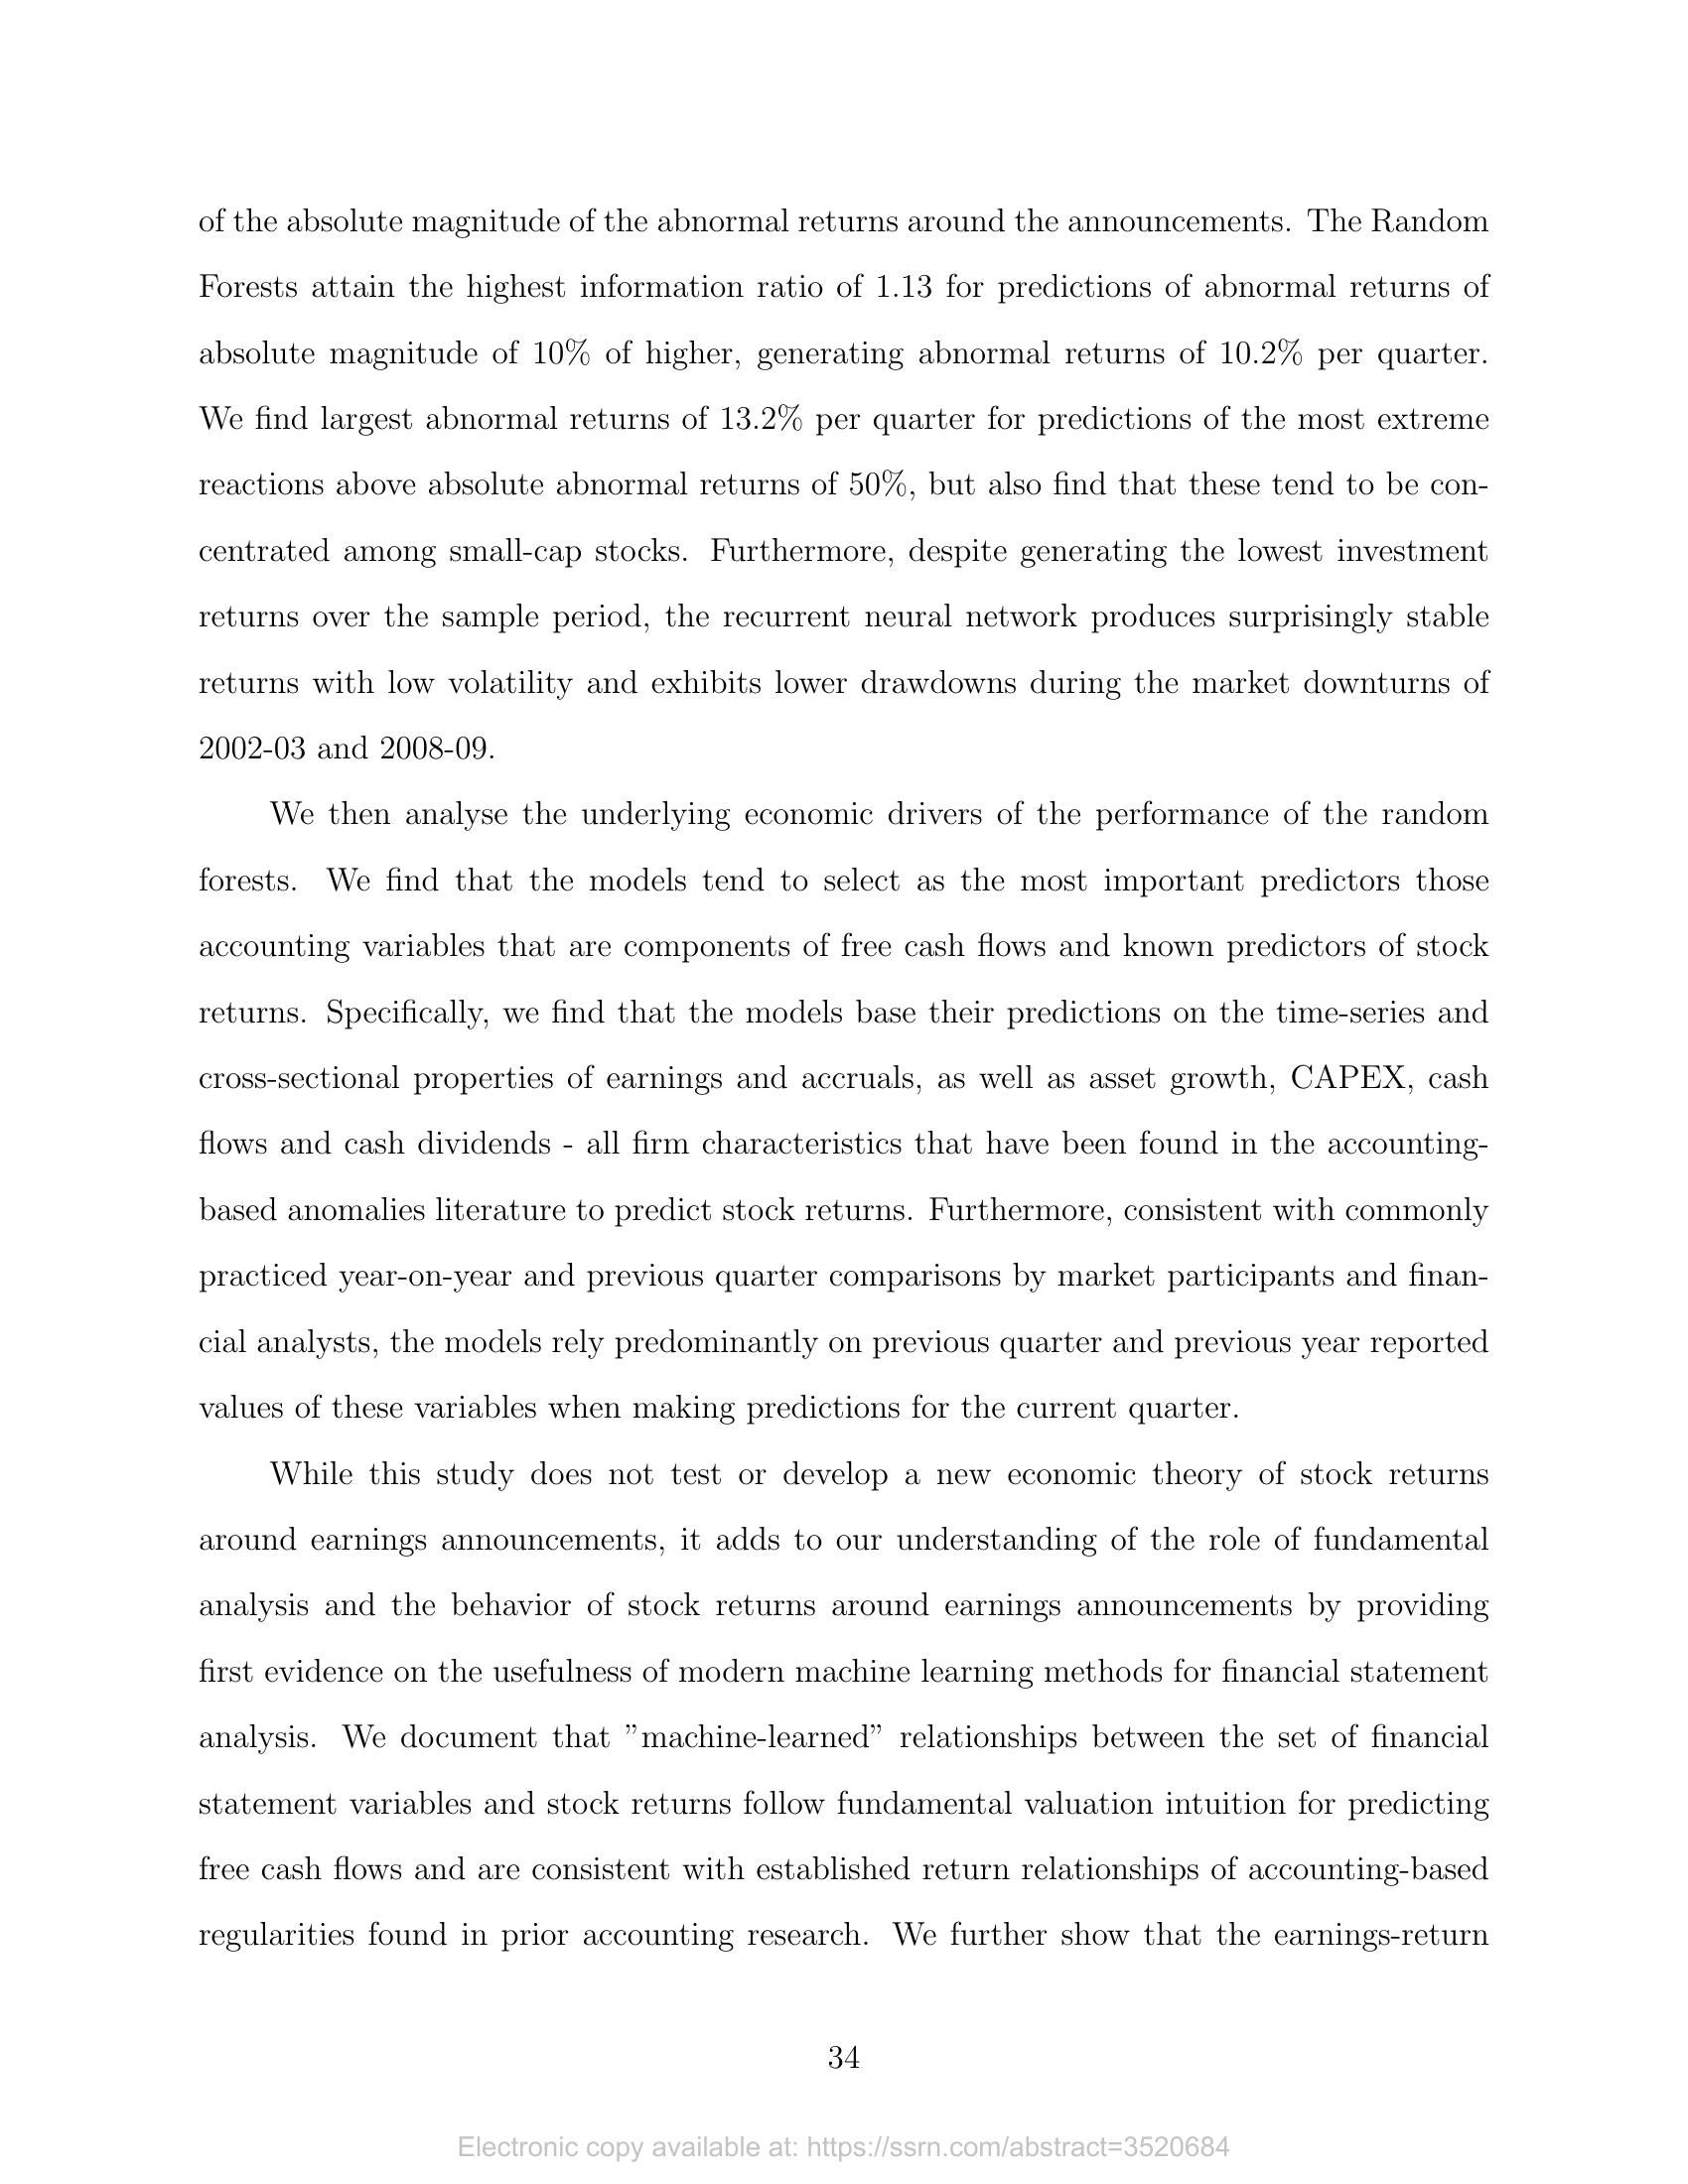 of the absolute magnitude of the abnormal returns around the announcements. The Random
Forests attain the highest information ratio of 1.13 for predictions of abnormal returns of
absolute magnitude of 10% of higher, generating abnormal returns of 10.2% per quarter.
We find largest abnormal returns of 13.2% per quarter for predictions of the most extreme
reactions above absolute abnormal returns of 50%, but also find that these tend to be con-
centrated among small-cap stocks. Furthermore, despite generating the lowest investment
returns over the sample period, the recurrent neural network produces surprisingly stable
returns with low volatility and exhibits lower drawdowns during the market downturns of
2002-03 and 2008-09.
We then analyse the underlying economic drivers of the performance of the random
forests. We find that the models tend to select as the most important predictors those
accounting variables that are components of free cash flows and known predictors of stock
returns. Specifically, we find that the models base their predictions on the time-series and
cross-sectional properties of earnings and accruals, as well as asset growth, CAPEX, cash
flows and cash dividends - all firm characteristics that have been found in the accounting-
based anomalies literature to predict stock returns. Furthermore, consistent with commonly
practiced year-on-year and previous quarter comparisons by market participants and finan-
cial analysts, the models rely predominantly on previous quarter and previous year reported
values of these variables when making predictions for the current quarter.
While this study does not test or develop a new economic theory of stock returns
around earnings announcements, it adds to our understanding of the role of fundamental
analysis and the behavior of stock returns around earnings announcements by providing
first evidence on the usefulness of modern machine learning methods for financial statement
analysis. We document that ”machine-learned” relationships between the set of financial
statement variables and stock returns follow fundamental valuation intuition for predicting
free cash flows and are consistent with established return relationships of accounting-based
regularities found in prior accounting research. We further show that the earnings-return
34
Electronic copy available at: https://ssrn.com/abstract=3520684